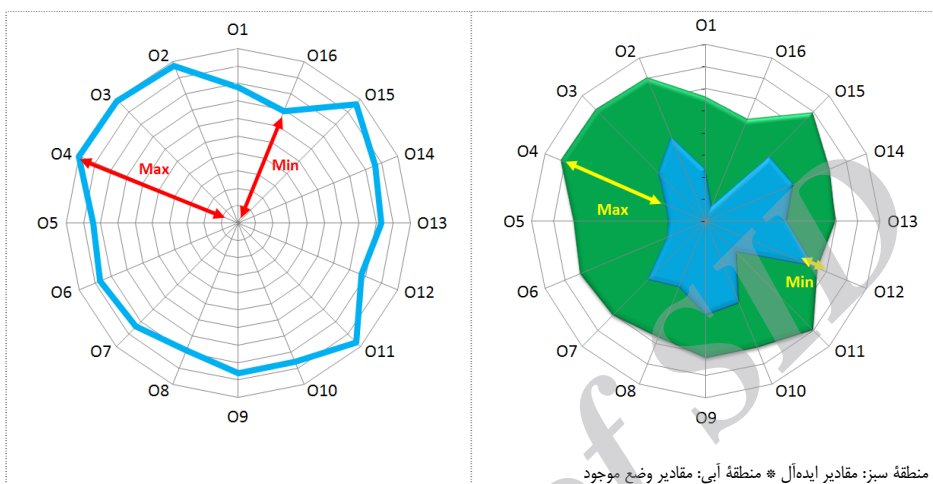 O1
O2
O16
O3
O15
O4
O14
Max
Min
O5
O13
O6
O12
O7
O11
O8
O10
O9
O1
O2
O16
O3
O15
O4
O14
Max
O5
O13
Min
O6
O12
O7
O11
O8
O10
O9
منطقهٔ سبز: مقادیر ایده‌آل * منطقهٔ آبی: مقادیر وضع موجود